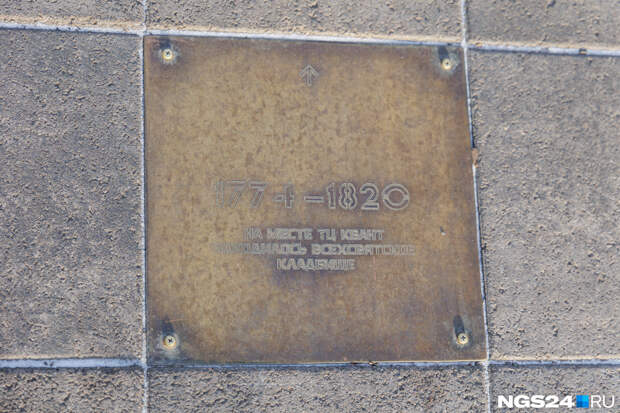 ↑
1774-1820
НА МЕСТЕ ТЦ КВАНТ
НАХОДИЛОСЬ ВСЕХСВЯТСКОЕ
КЛАДБИЩЕ
NGS24.RU